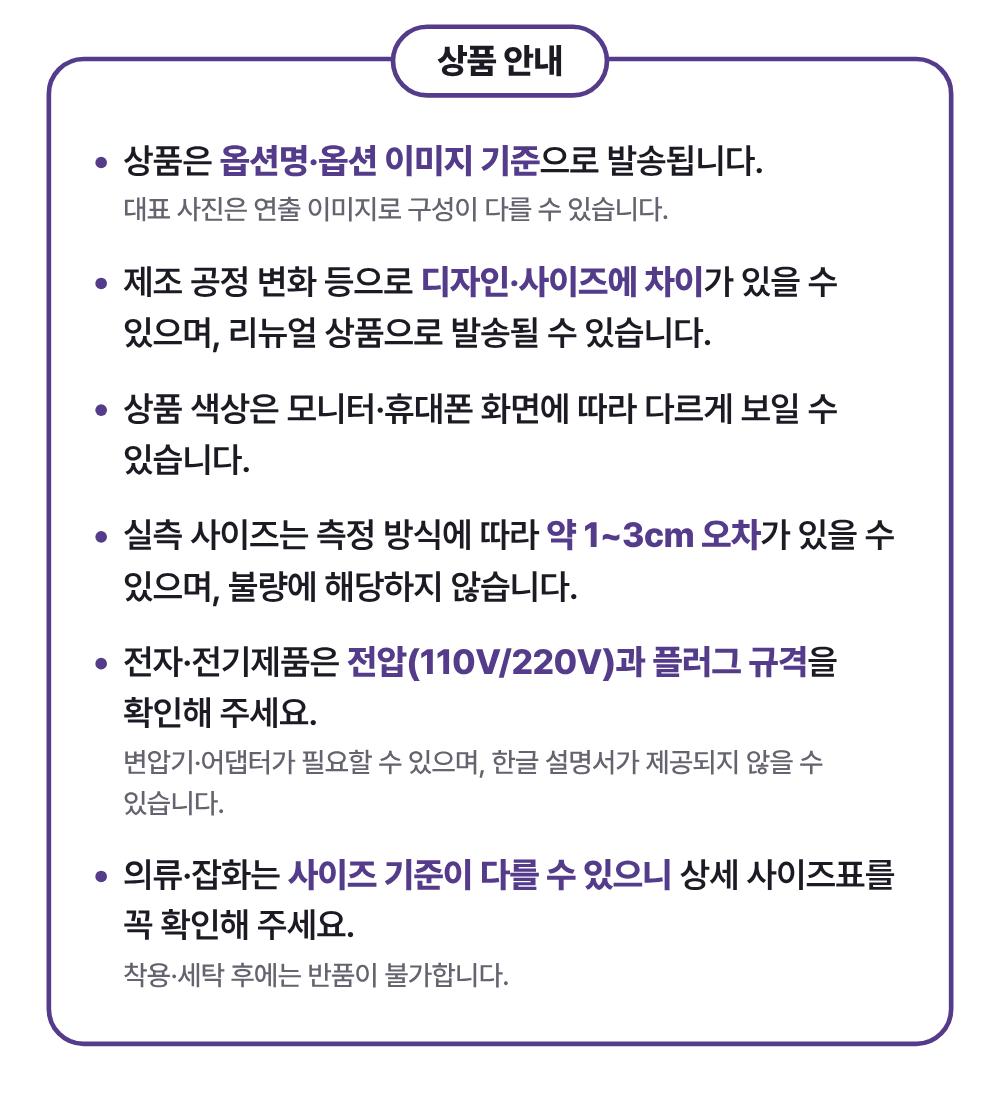 상품 안내
• 상품은 옵션명·옵션 이미지 기준으로 발송됩니다.
대표 사진은 연출 이미지로 구성이 다를 수 있습니다.
• 제조 공정 변화 등으로 디자인·사이즈에 차이가 있을 수
있으며, 리뉴얼 상품으로 발송될 수 있습니다.
• 상품 색상은 모니터·휴대폰 화면에 따라 다르게 보일 수
있습니다.
• 실측 사이즈는 측정 방식에 따라 약 1~3cm 오차가 있을 수
있으며, 불량에 해당하지 않습니다.
• 전자·전기제품은 전압(110V/220V)과 플러그 규격을
확인해 주세요.
변압기·어댑터가 필요할 수 있으며, 한글 설명서가 제공되지 않을 수
있습니다.
• 의류·잡화는 사이즈 기준이 다를 수 있으니 상세 사이즈표를
꼭 확인해 주세요.
착용·세탁 후에는 반품이 불가합니다.